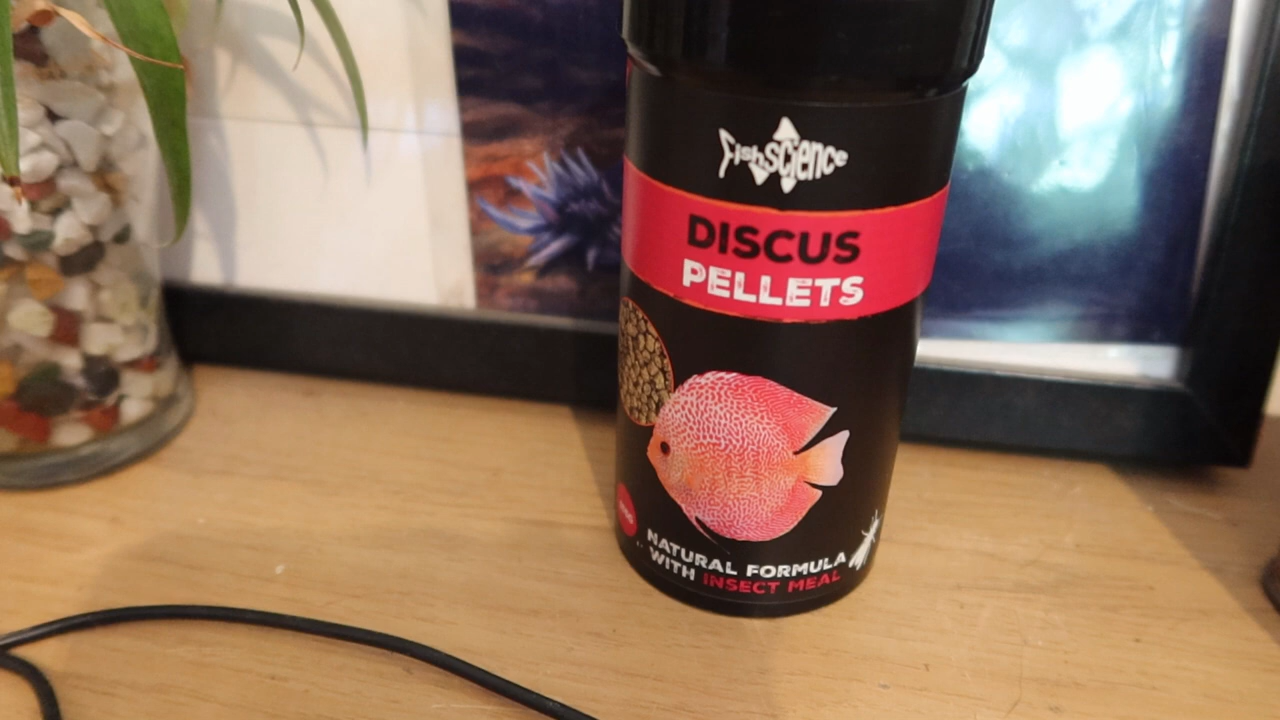 FishScience
DISCUS
PELLETS
NATURAL FORMULA
WITH INSECT MEAL